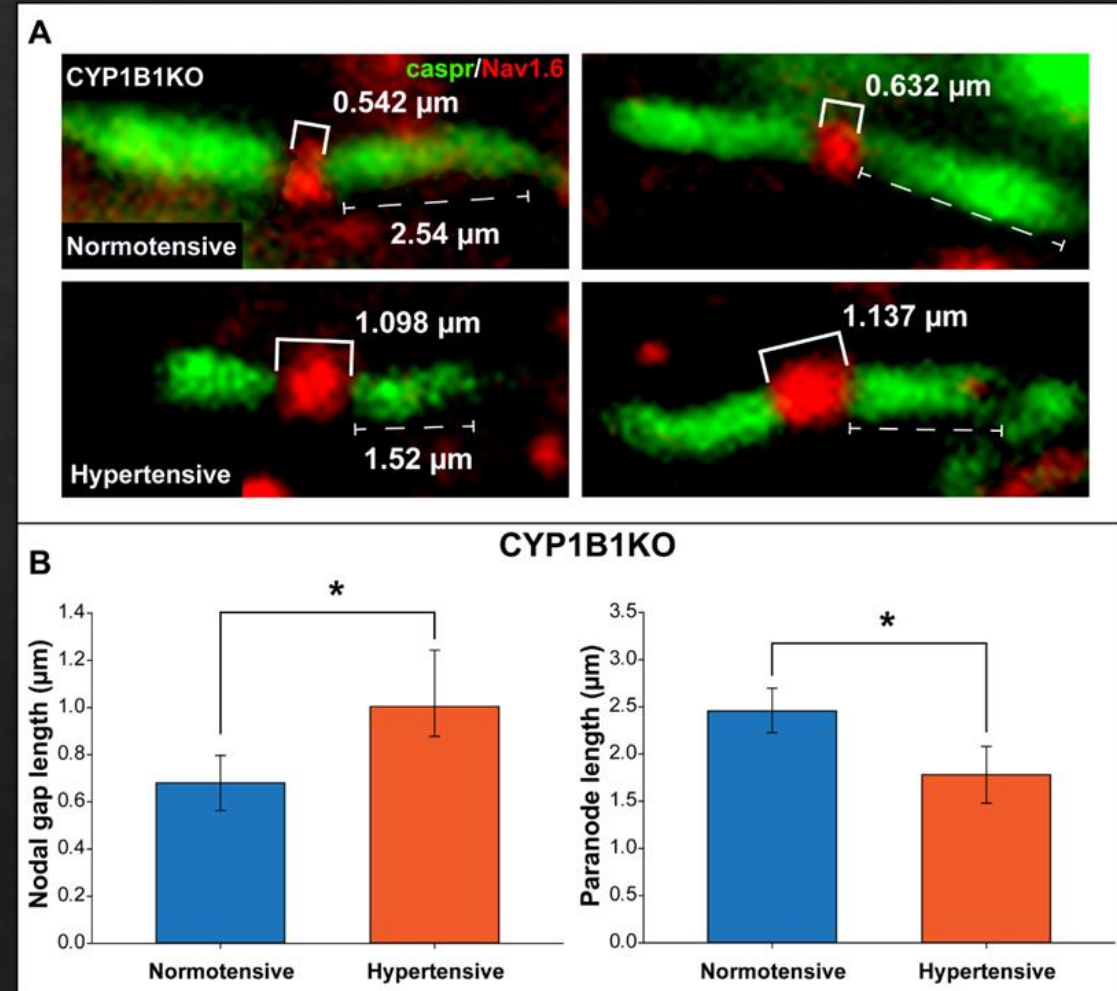 A
CYP1B1KO
caspr/Nav1.6
0.542 µm
2.54 µm
Normotensive
0.632 µm
1.098 µm
1.52 µm
Hypertensive
1.137 µm
B
CYP1B1KO
Nodal gap length (µm)
1.4
1.2
1.0
0.8
0.6
0.4
0.2
0.0
*
Normotensive
Hypertensive
Paranode length (µm)
3.5
3.0
2.5
2.0
1.5
1.0
0.5
0.0
*
Normotensive
Hypertensive